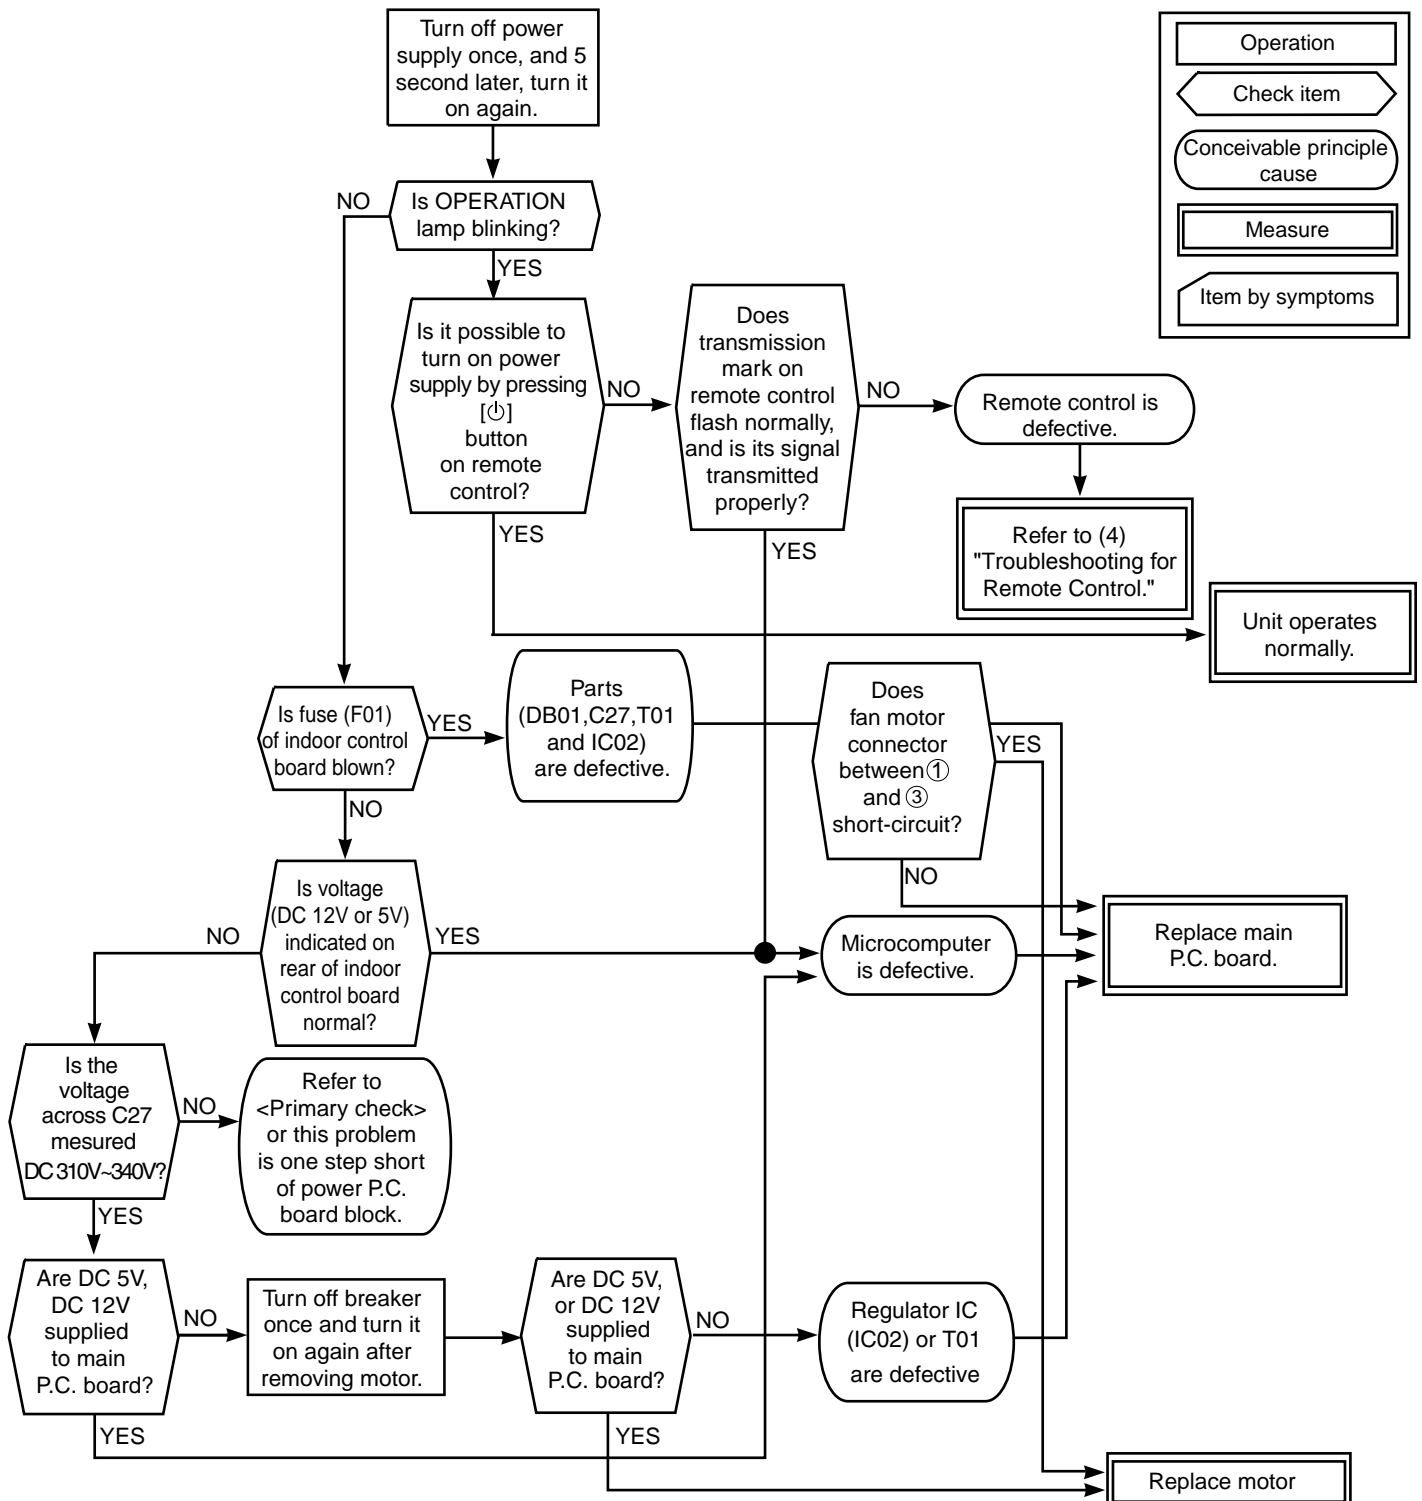 Turn off power
supply once, and 5
second later, turn it
on again.
Operation
Check item
Conceivable principle
cause
Measure
Item by symptoms
NO
Is OPERATION
lamp blinking?
YES
Is it possible to
turn on power
supply by pressing
[⏻]
button
on remote
control?
NO
YES
Does
transmission
mark on
remote control
flash normally,
and is its signal
transmitted
properly?
NO
YES
Remote control is
defective.
Refer to (4)
"Troubleshooting for
Remote Control."
Unit operates
normally.
Is fuse (F01)
of indoor control
board blown?
YES
NO
Parts
(DB01,C27,T01
and IC02)
are defective.
Does
fan motor
connector
between ①
and ③
short-circuit?
YES
NO
Is voltage
(DC 12V or 5V)
indicated on
rear of indoor
control board
normal?
NO
YES
Microcomputer
is defective.
Replace main
P.C. board.
Is the
voltage
across C27
mesured
DC 310V~340V?
NO
YES
Refer to
<Primary check>
or this problem
is one step short
of power P.C.
board block.
Are DC 5V,
DC 12V
supplied
to main
P.C. board?
NO
YES
Turn off breaker
once and turn it
on again after
removing motor.
Are DC 5V,
or DC 12V
supplied
to main
P.C. board?
NO
YES
Regulator IC
(IC02) or T01
are defective
Replace motor